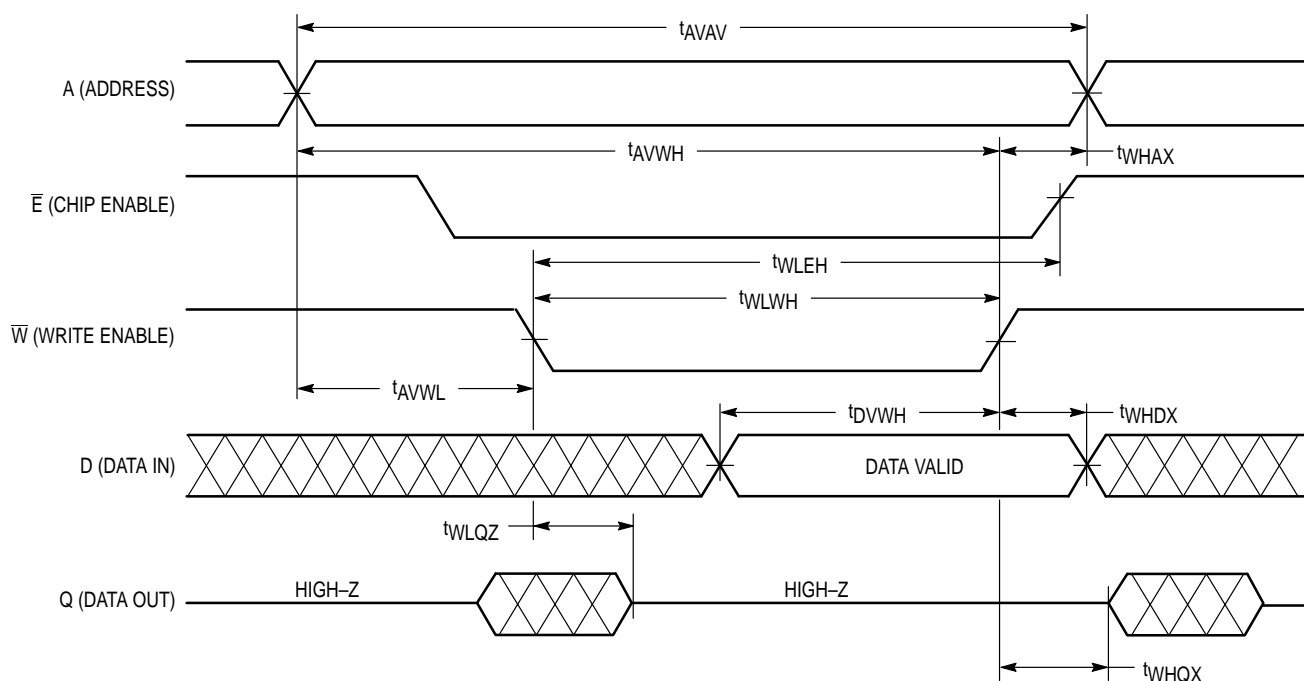 tAVAV
A (ADDRESS)
tAVWH
tWHAX
E̅ (CHIP ENABLE)
tWLEH
tWLWH
W̅ (WRITE ENABLE)
tAVWL
tDVWH
tWHDX
D (DATA IN)
DATA VALID
tWLQZ
Q (DATA OUT)
HIGH–Z
HIGH–Z
tWHQX